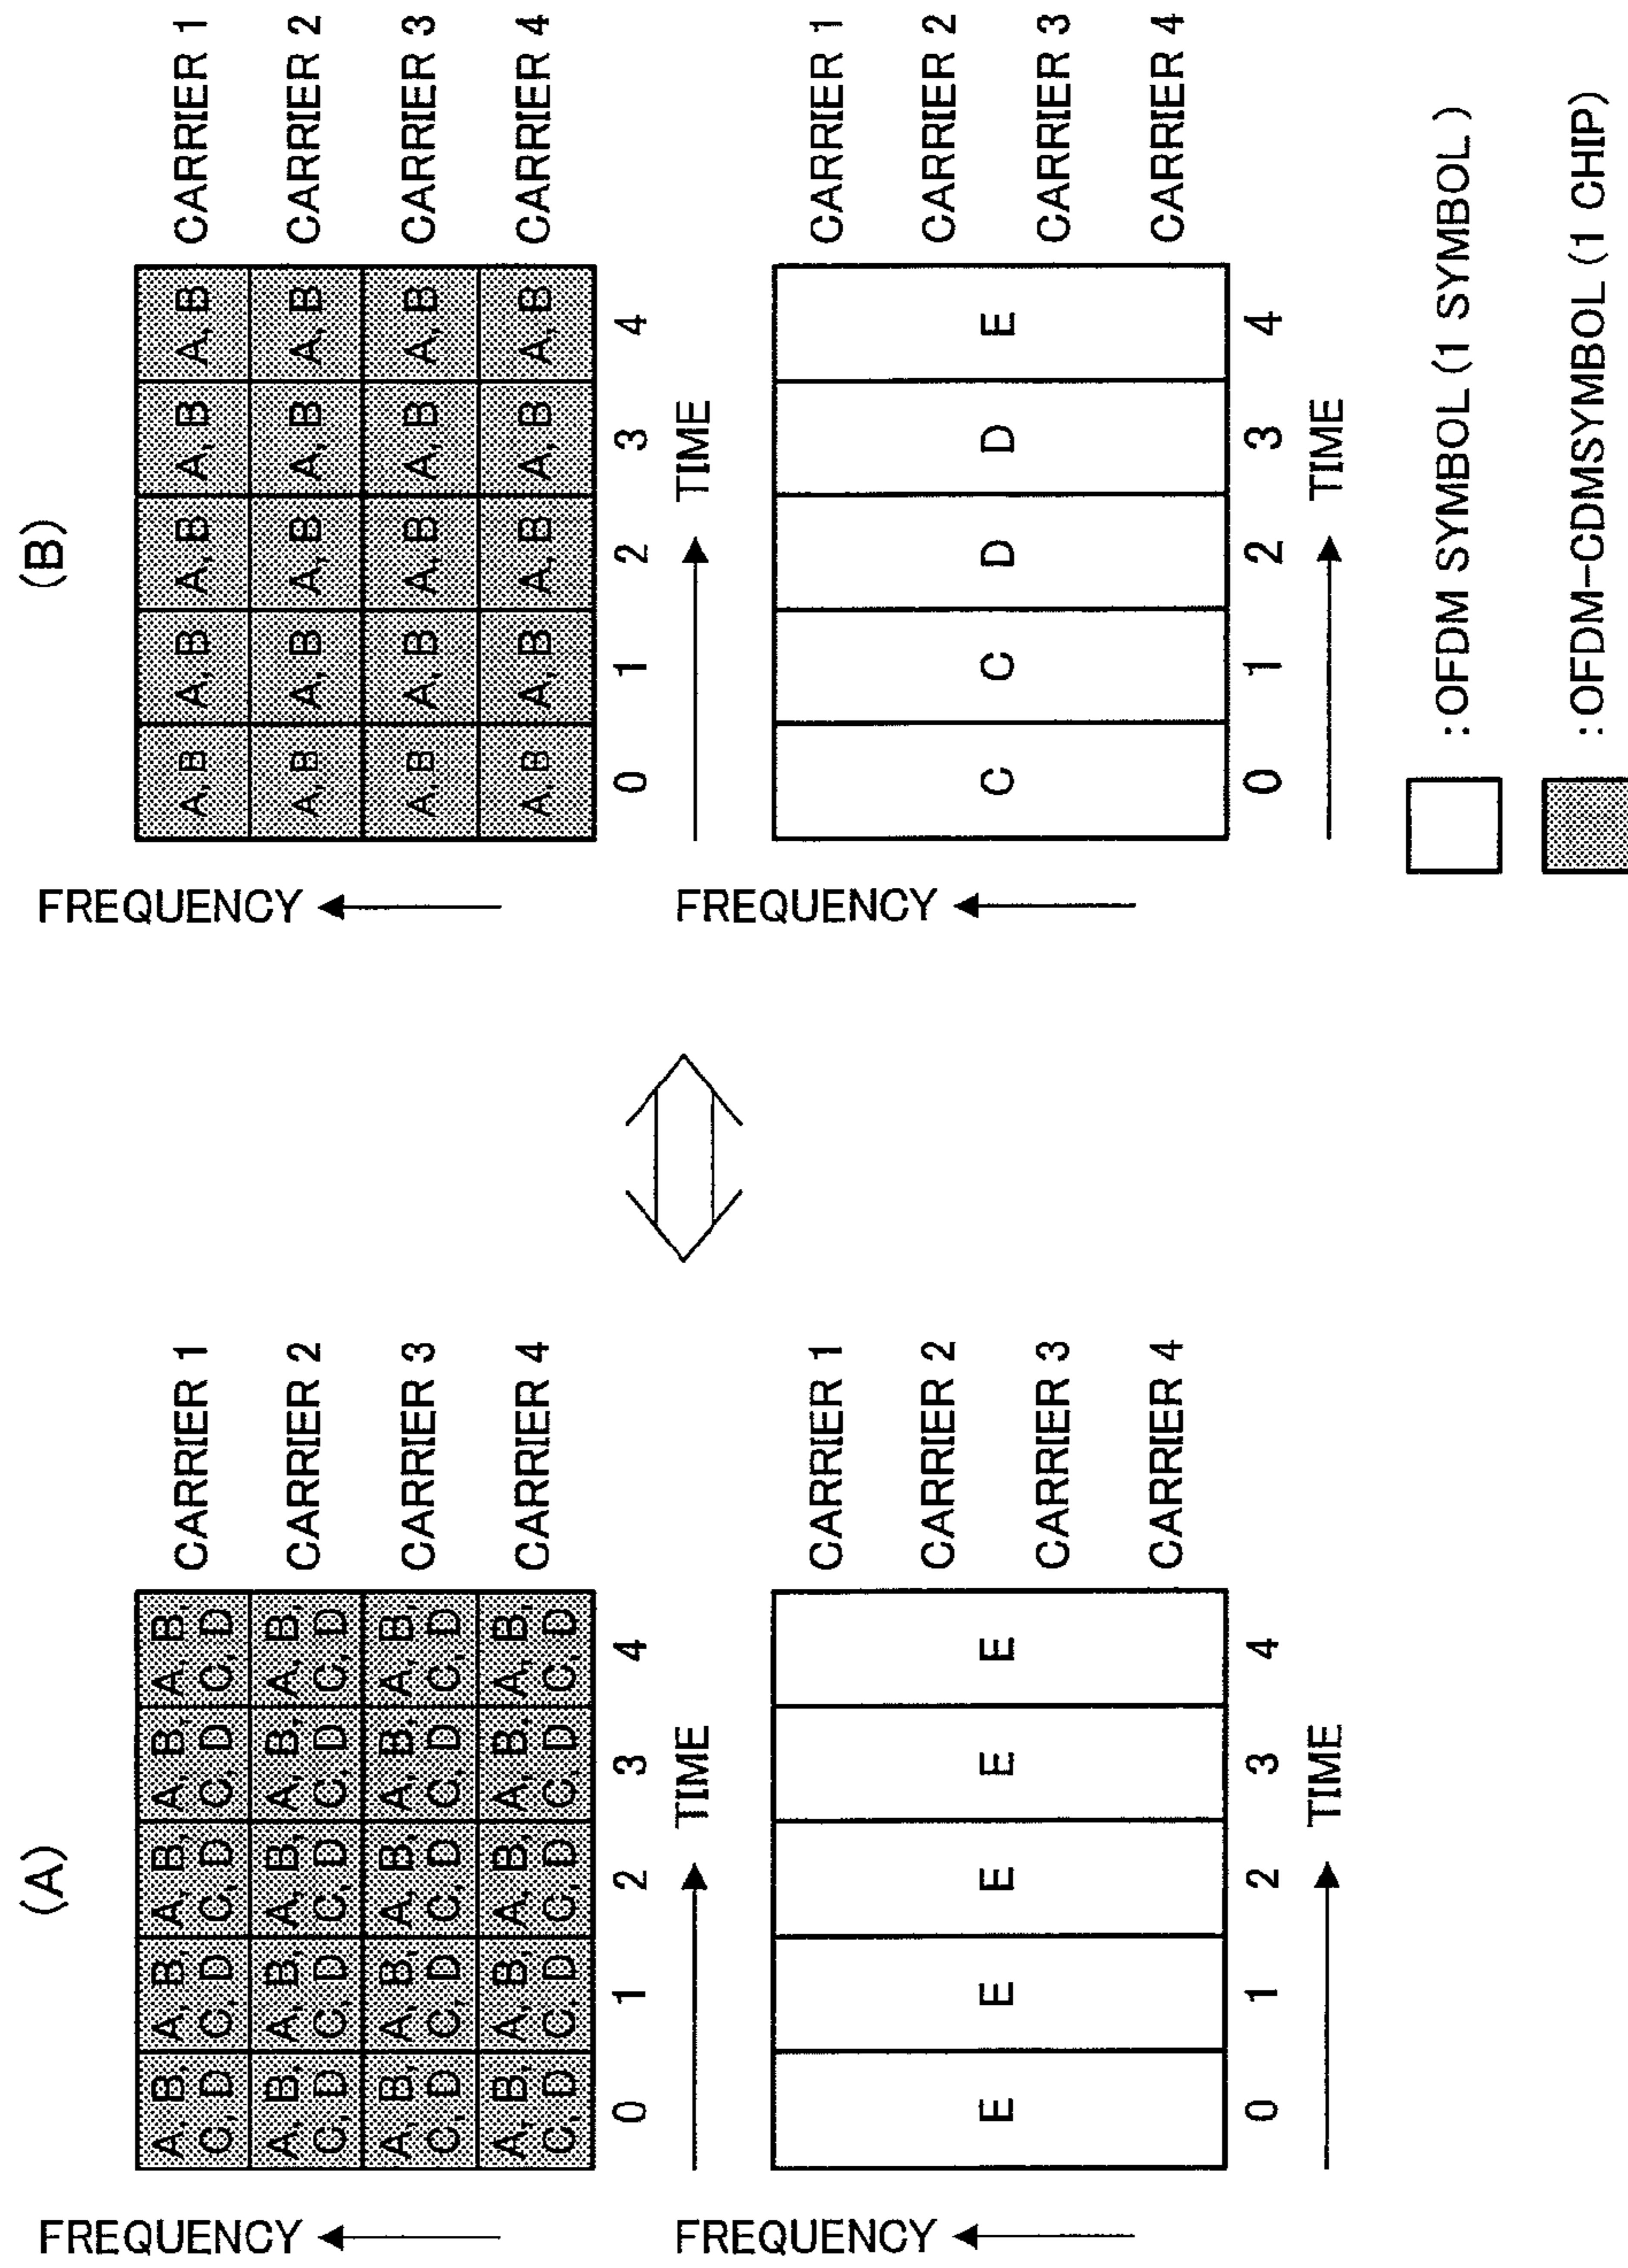 (A)
FREQUENCY
A, B, A, B, A, B, A, B, A, B,
C, D C, D C, D C, D C, D
CARRIER 1
A, B, A, B, A, B, A, B, A, B,
C, D C, D C, D C, D C, D
CARRIER 2
A, B, A, B, A, B, A, B, A, B,
C, D C, D C, D C, D C, D
CARRIER 3
A, B, A, B, A, B, A, B, A, B,
C, D C, D C, D C, D C, D
CARRIER 4
0 1 2 3 4
TIME
FREQUENCY
E E E E E
CARRIER 1
CARRIER 2
CARRIER 3
CARRIER 4
0 1 2 3 4
TIME
(B)
FREQUENCY
A, B A, B A, B A, B A, B CARRIER 1
A, B A, B A, B A, B A, B CARRIER 2
A, B A, B A, B A, B A, B CARRIER 3
A, B A, B A, B A, B A, B CARRIER 4
0 1 2 3 4
TIME
FREQUENCY
C C D D E
CARRIER 1
CARRIER 2
CARRIER 3
CARRIER 4
0 1 2 3 4
TIME
:OFDM SYMBOL (1 SYMBOL)
:OFDM-CDMSYMBOL (1 CHIP)